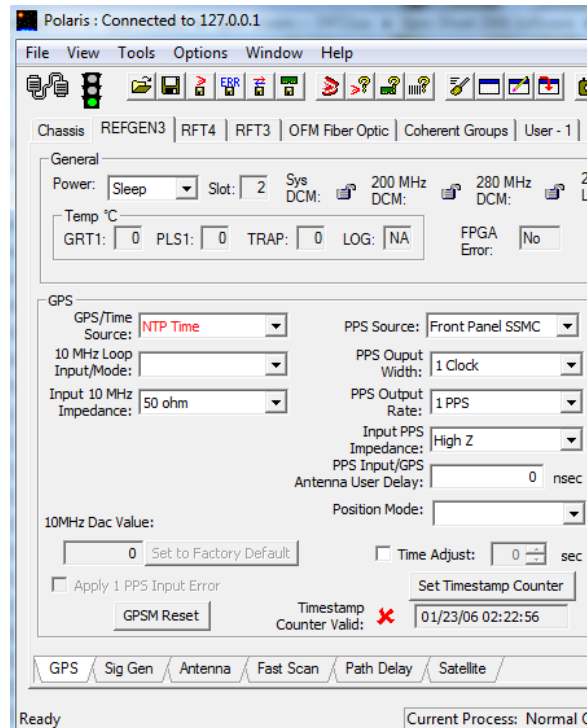 Polaris : Connected to 127.0.0.1
File View Tools Options Window Help
ERR
Chassis REFGEN3 RFT4 RFT3 OFM Fiber Optic Coherent Groups User - 1
General
Power: Sleep Slot: 2 Sys DCM: 200 MHz DCM: 280 MHz DCM: 2
Temp °C
GRT1: 0 PLS1: 0 TRAP: 0 LOG: NA FPGA Error: No
GPS
GPS/Time Source: NTP Time PPS Source: Front Panel SSMC
10 MHz Loop Input/Mode: PPS Ouput Width: 1 Clock
Input 10 MHz Impedance: 50 ohm PPS Output Rate: 1 PPS
Input PPS Impedance: High Z
PPS Input/GPS Antenna User Delay: 0 nsec
Position Mode:
10MHz Dac Value:
0 Set to Factory Default Time Adjust: 0 sec
Apply 1 PPS Input Error Set Timestamp Counter
GPSM Reset Timestamp Counter Valid: 01/23/06 02:22:56
GPS Sig Gen Antenna Fast Scan Path Delay Satellite
Ready Current Process: Normal